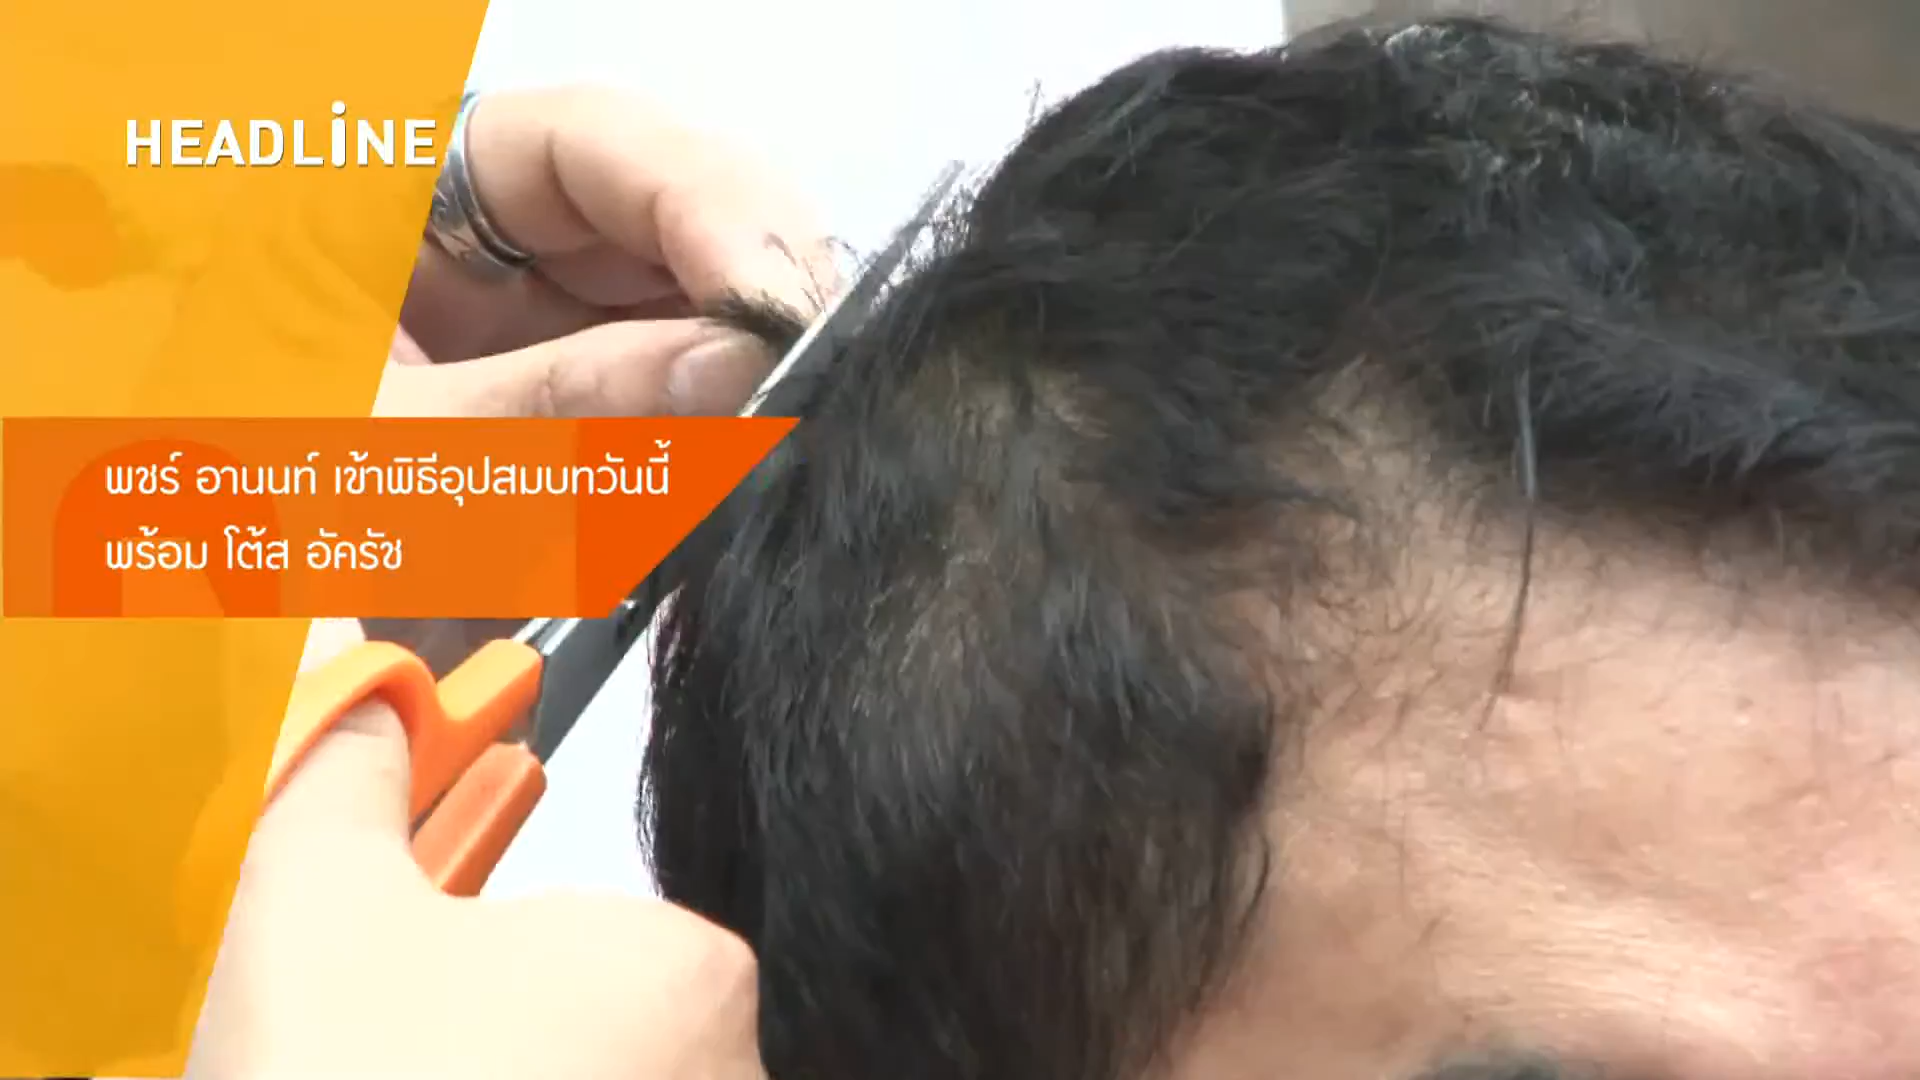 HEADLINE
พชร์ อานนท์ เข้าพิธีอุปสมบทวันนี้
พร้อม โต้ส อัครัช